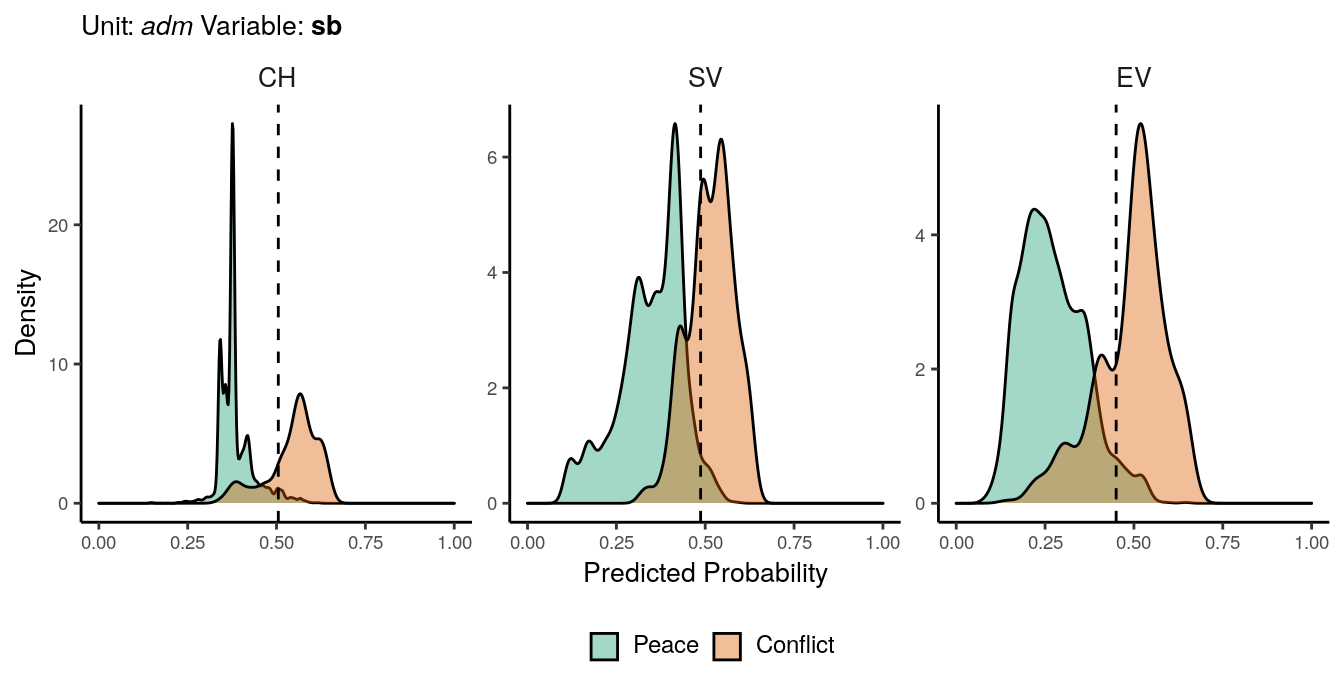 Unit: adm Variable: sb
CH
SV
EV
Density
20
10
0
6
4
2
0
4
2
0
0.00 0.25 0.50 0.75 1.00
0.00 0.25 0.50 0.75 1.00
0.00 0.25 0.50 0.75 1.00
Predicted Probability
Peace Conflict